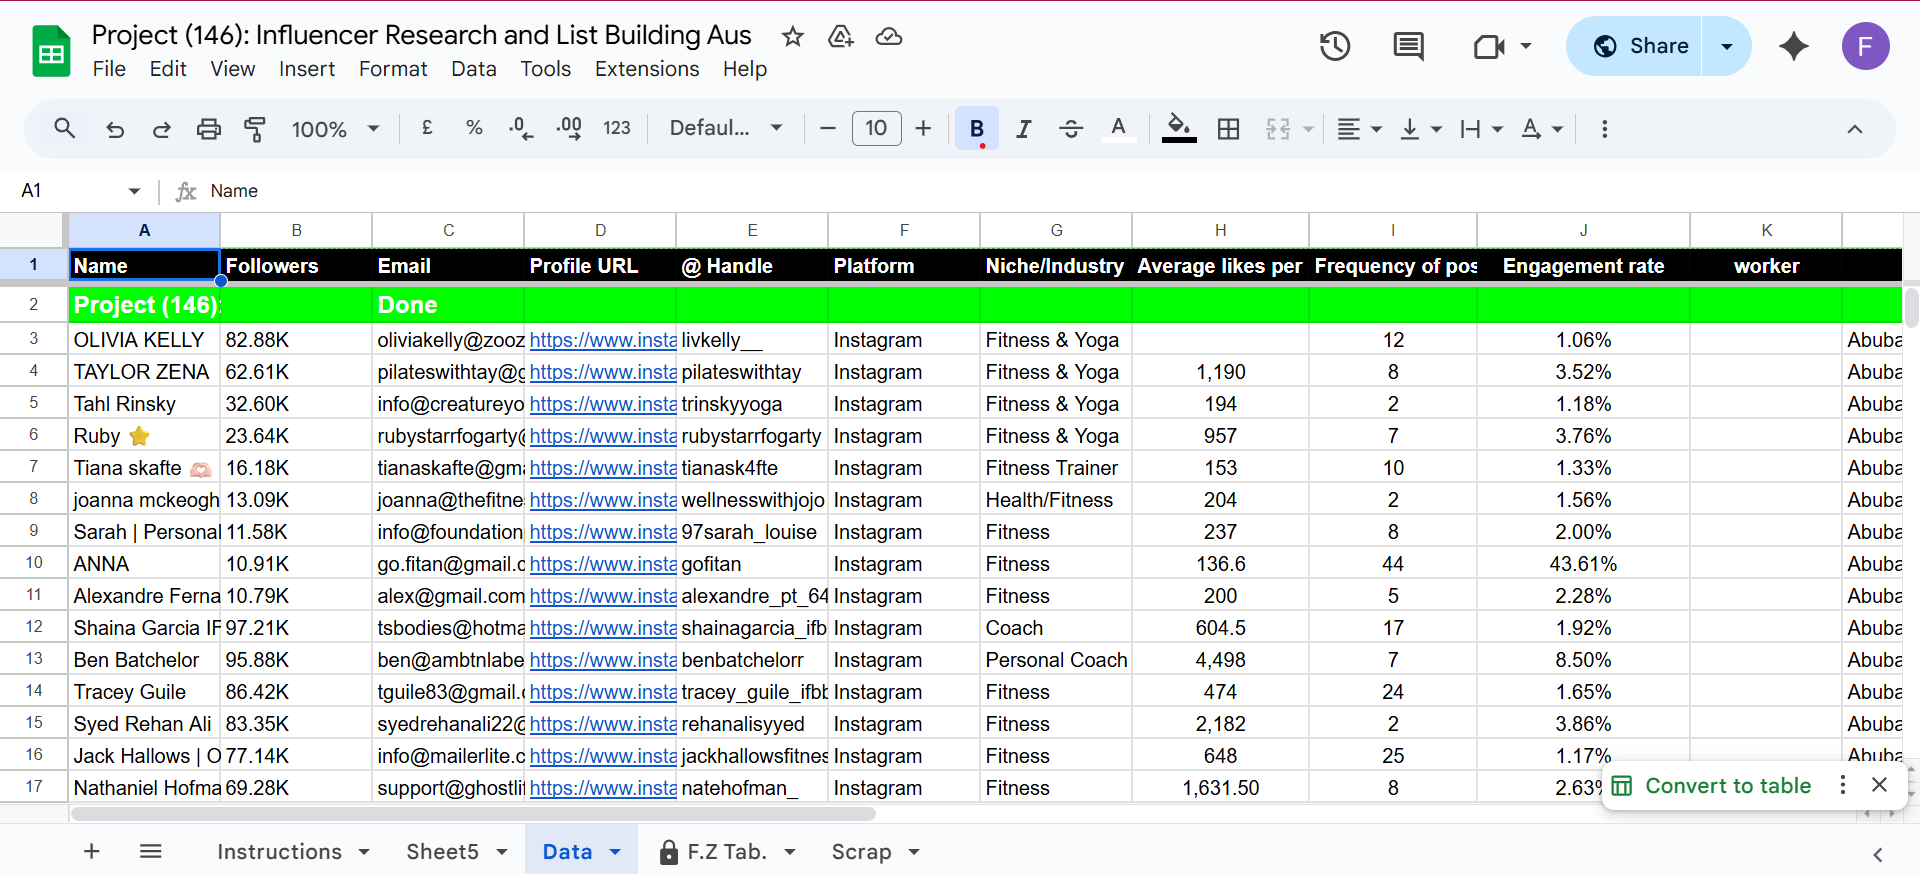 Project (146): Influencer Research and List Building Aus
File Edit View Insert Format Data Tools Extensions Help
Share
F
100% £ % .0 .00 123 Defaul... 10 B I S A
A1 fx Name
A B C D E F G H I J K
1 Name Followers Email Profile URL @ Handle Platform Niche/Industry Average likes per Frequency of pos Engagement rate worker
2 Project (146): Done
3 OLIVIA KELLY 82.88K oliviakelly@zooz https://www.insta livkelly__ Instagram Fitness & Yoga 12 1.06% Abuba
4 TAYLOR ZENA 62.61K pilateswithtay@g https://www.insta pilateswithtay Instagram Fitness & Yoga 1,190 8 3.52% Abuba
5 Tahl Rinsky 32.60K info@creatureyo https://www.insta trinskyyoga Instagram Fitness & Yoga 194 2 1.18% Abuba
6 Ruby ⭐ 23.64K rubystarrfogarty@ https://www.insta rubystarrfogarty Instagram Fitness & Yoga 957 7 3.76% Abuba
7 Tiana skafte 🫶🏻 16.18K tianaskafte@gma https://www.insta tianask4fte Instagram Fitness Trainer 153 10 1.33% Abuba
8 joanna mckeogh 13.09K joanna@thefitne https://www.insta wellnesswithjojo Instagram Health/Fitness 204 2 1.56% Abuba
9 Sarah | Personal 11.58K info@foundation https://www.insta 97sarah_louise Instagram Fitness 237 8 2.00% Abuba
10 ANNA 10.91K go.fitan@gmail.c https://www.insta gofitan Instagram Fitness 136.6 44 43.61% Abuba
11 Alexandre Ferna 10.79K alex@gmail.com https://www.insta alexandre_pt_64 Instagram Fitness 200 5 2.28% Abuba
12 Shaina Garcia IF 97.21K tsbodies@hotma https://www.insta shainagarcia_ifb Instagram Coach 604.5 17 1.92% Abuba
13 Ben Batchelor 95.88K ben@ambtnlabe https://www.insta benbatchelorr Instagram Personal Coach 4,498 7 8.50% Abuba
14 Tracey Guile 86.42K tguile83@gmail.c https://www.insta tracey_guile_ifbb Instagram Fitness 474 24 1.65% Abuba
15 Syed Rehan Ali 83.35K syedrehanali22@ https://www.insta rehanalisyyed Instagram Fitness 2,182 2 3.86% Abuba
16 Jack Hallows | O 77.14K info@mailerlite.c https://www.insta jackhallowsfitnes Instagram Fitness 648 25 1.17% Abuba
17 Nathaniel Hofma 69.28K support@ghostlif https://www.insta natehofman_ Instagram Fitness 1,631.50 8 2.63%
Convert to table
Instructions Sheet5 Data F.Z Tab. Scrap